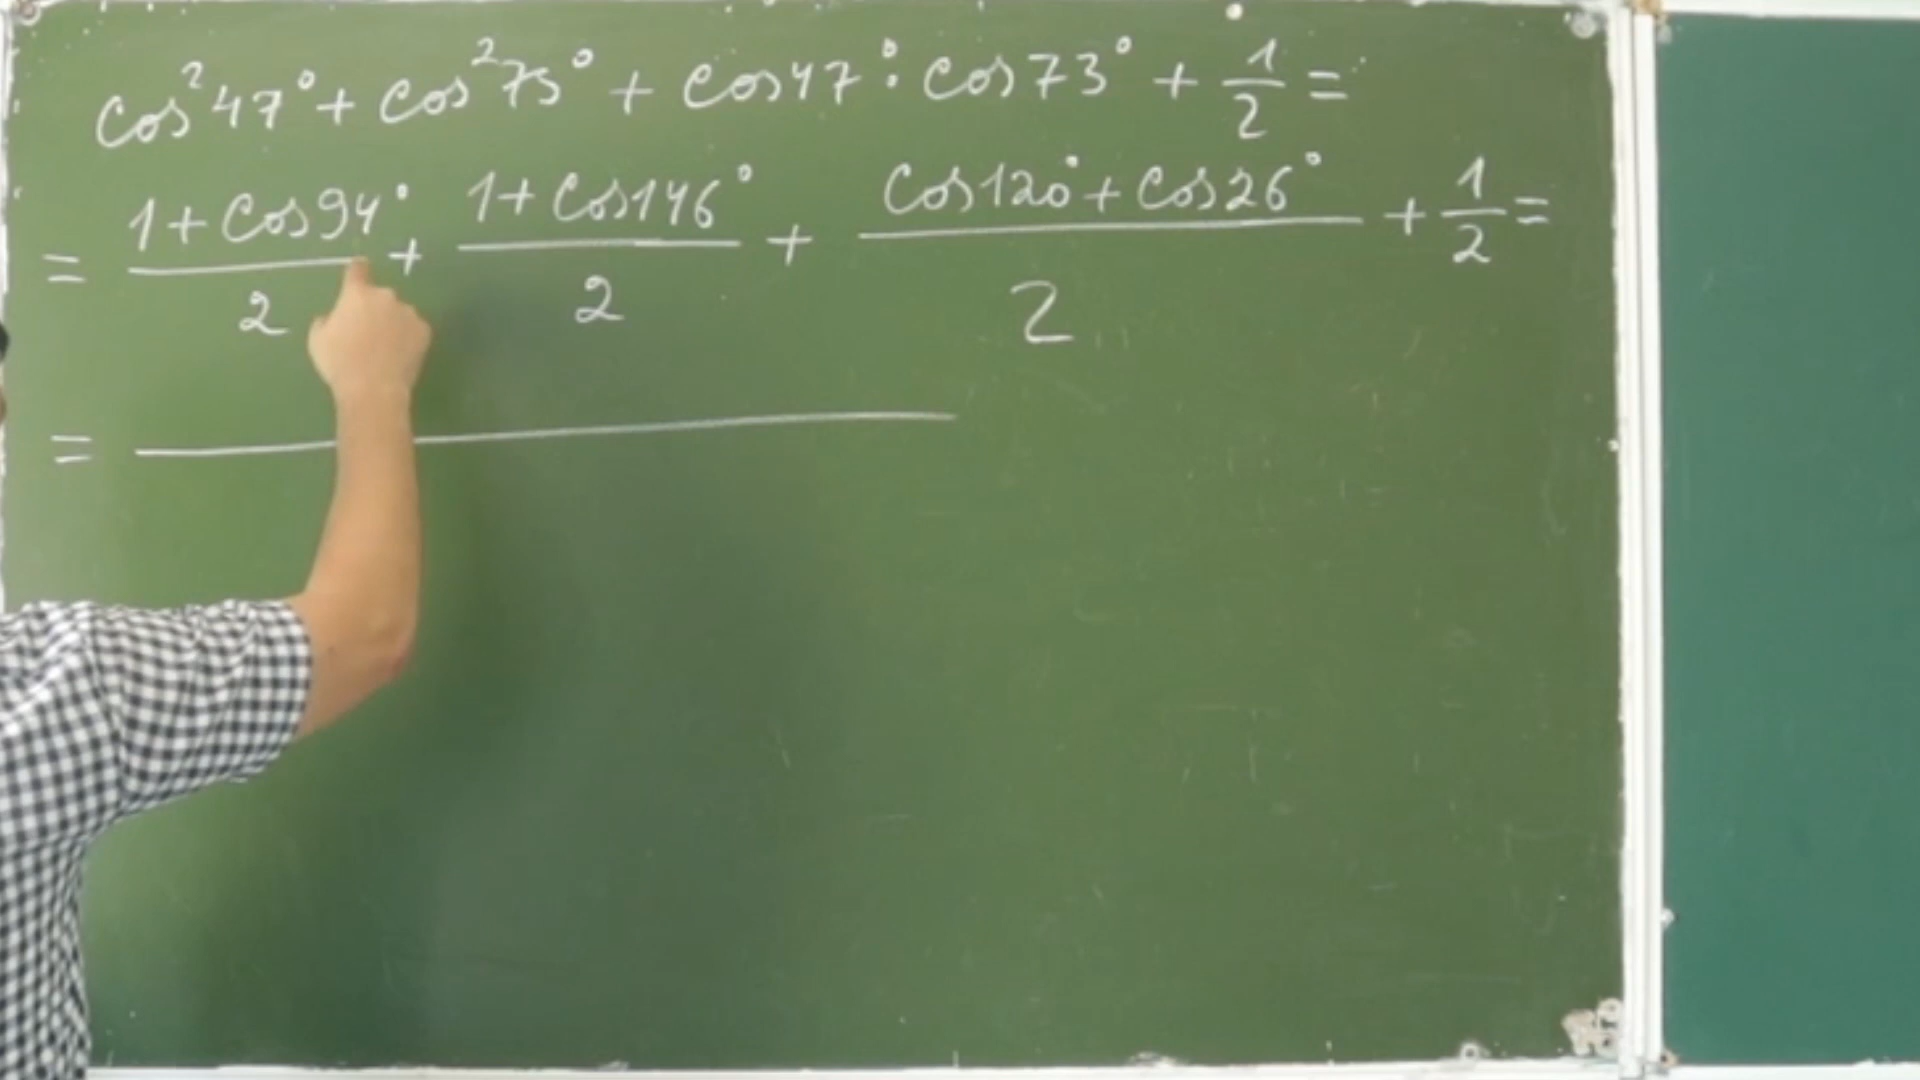 cos²47° + cos²73° + cos47° · cos73° + 1/2 =
= (1 + cos94°)/2 + (1 + cos146°)/2 + (cos120° + cos26°)/2 + 1/2 =
=